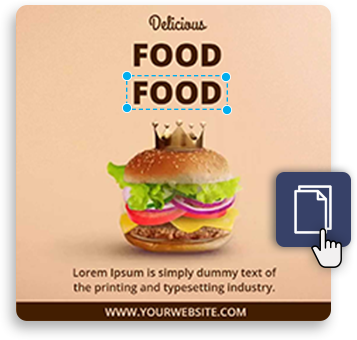 Delicious
FOOD
FOOD
Lorem Ipsum is simply dummy text of
the printing and typesetting industry.
WWW.YOURWEBSITE.COM